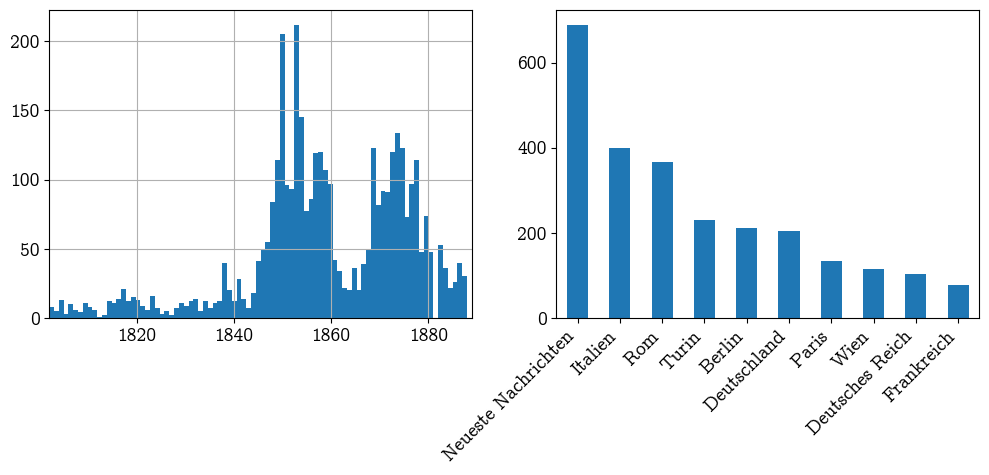 200
150
100
50
0
1820 1840 1860 1880
600
400
200
0
Neueste Nachrichten
Italien
Rom
Turin
Berlin
Deutschland
Paris
Wien
Deutsches Reich
Frankreich